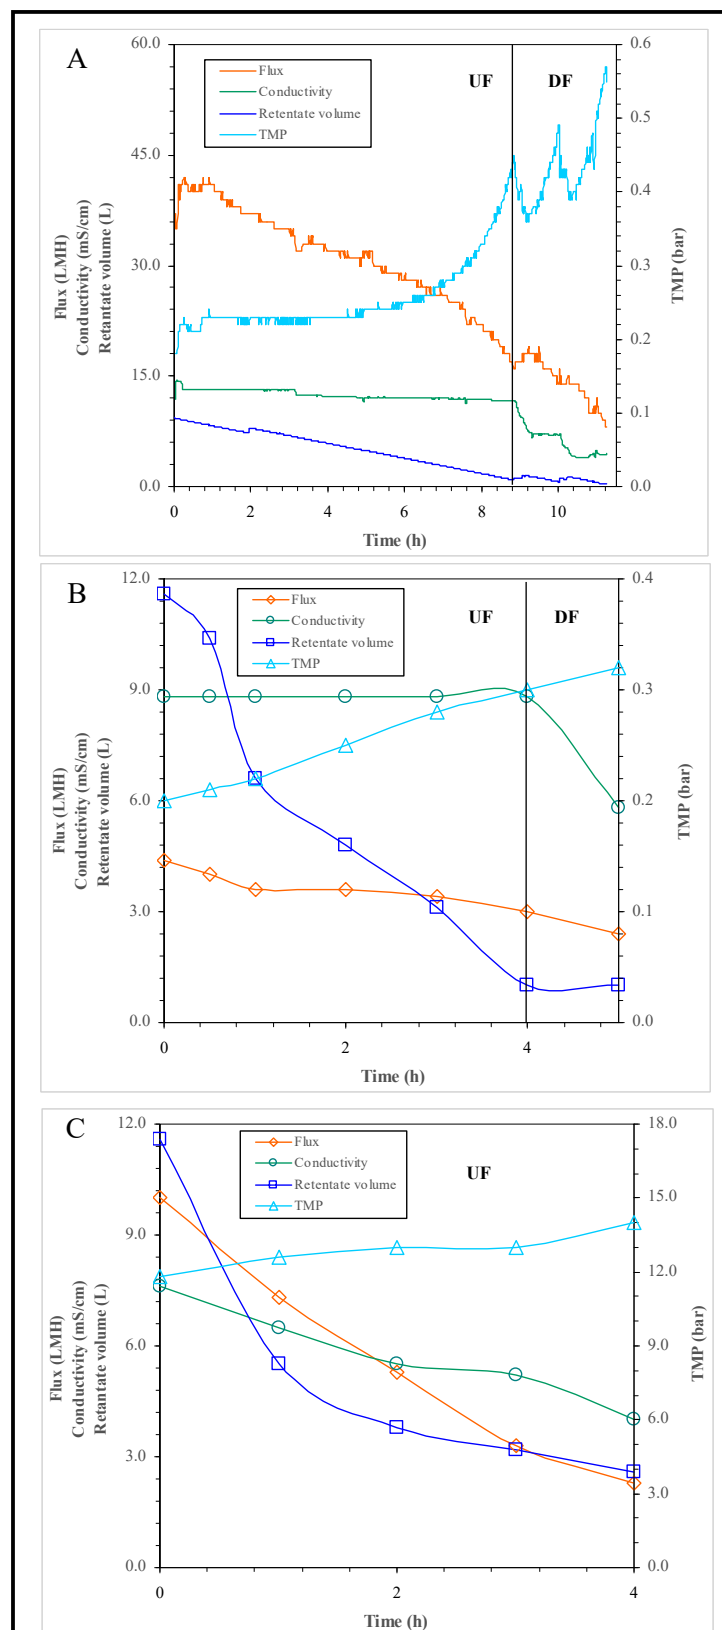 A
60.0
45.0
30.0
15.0
0.0
0.6
0.5
0.4
0.3
0.2
0.1
0.0
Flux
Conductivity
Retentate volume
TMP
UF
DF
Flux (LMH)
Conductivity (mS/cm)
Retantate volume (L)
TMP (bar)
0
2
4
6
8
10
Time (h)
B
12.0
9.0
6.0
3.0
0.0
0.4
0.3
0.2
0.1
0.0
Flux
Conductivity
Retentate volume
TMP
UF
DF
Flux (LMH)
Conductivity (mS/cm)
Retentate volume (L)
TMP (bar)
0
2
4
Time (h)
C
12.0
9.0
6.0
3.0
0.0
18.0
15.0
12.0
9.0
6.0
3.0
0.0
Flux
Conductivity
Retentate volume
TMP
UF
Flux (LMH)
Conductivity (mS/cm)
Retantate volume (L)
TMP (bar)
0
2
4
Time (h)